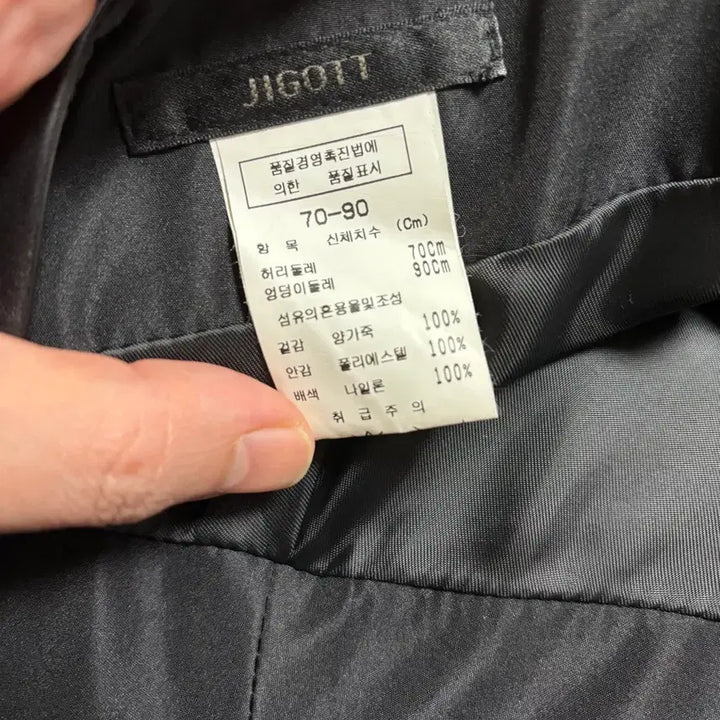 JIGOTT
품질경영촉진법에
의한 품질표시
70-90
항 목 신체치수 (Cm)
허리둘레 70Cm
엉덩이둘레 90Cm
섬유의혼용율및조성
겉감 양가죽 100%
안감 폴리에스텔 100%
배색 나일론 100%
취 급 주 의